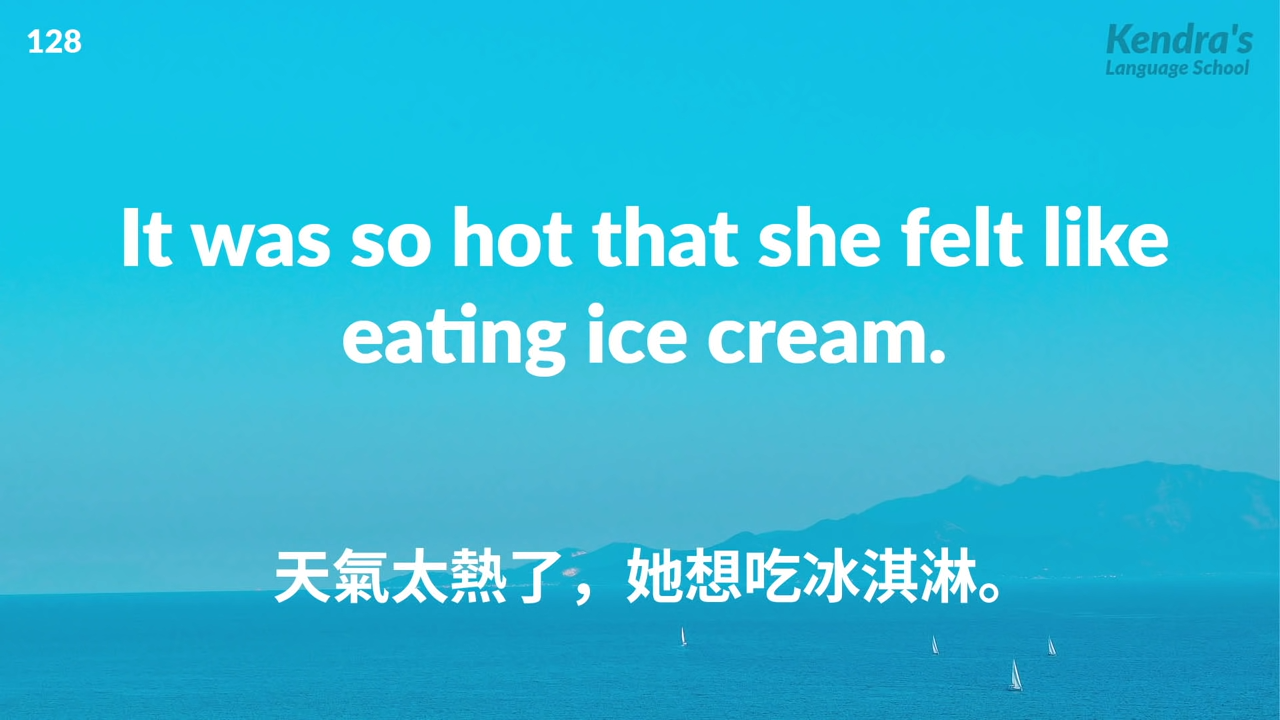 128
Kendra's
Language School
It was so hot that she felt like
eating ice cream.
天氣太熱了，她想吃冰淇淋。